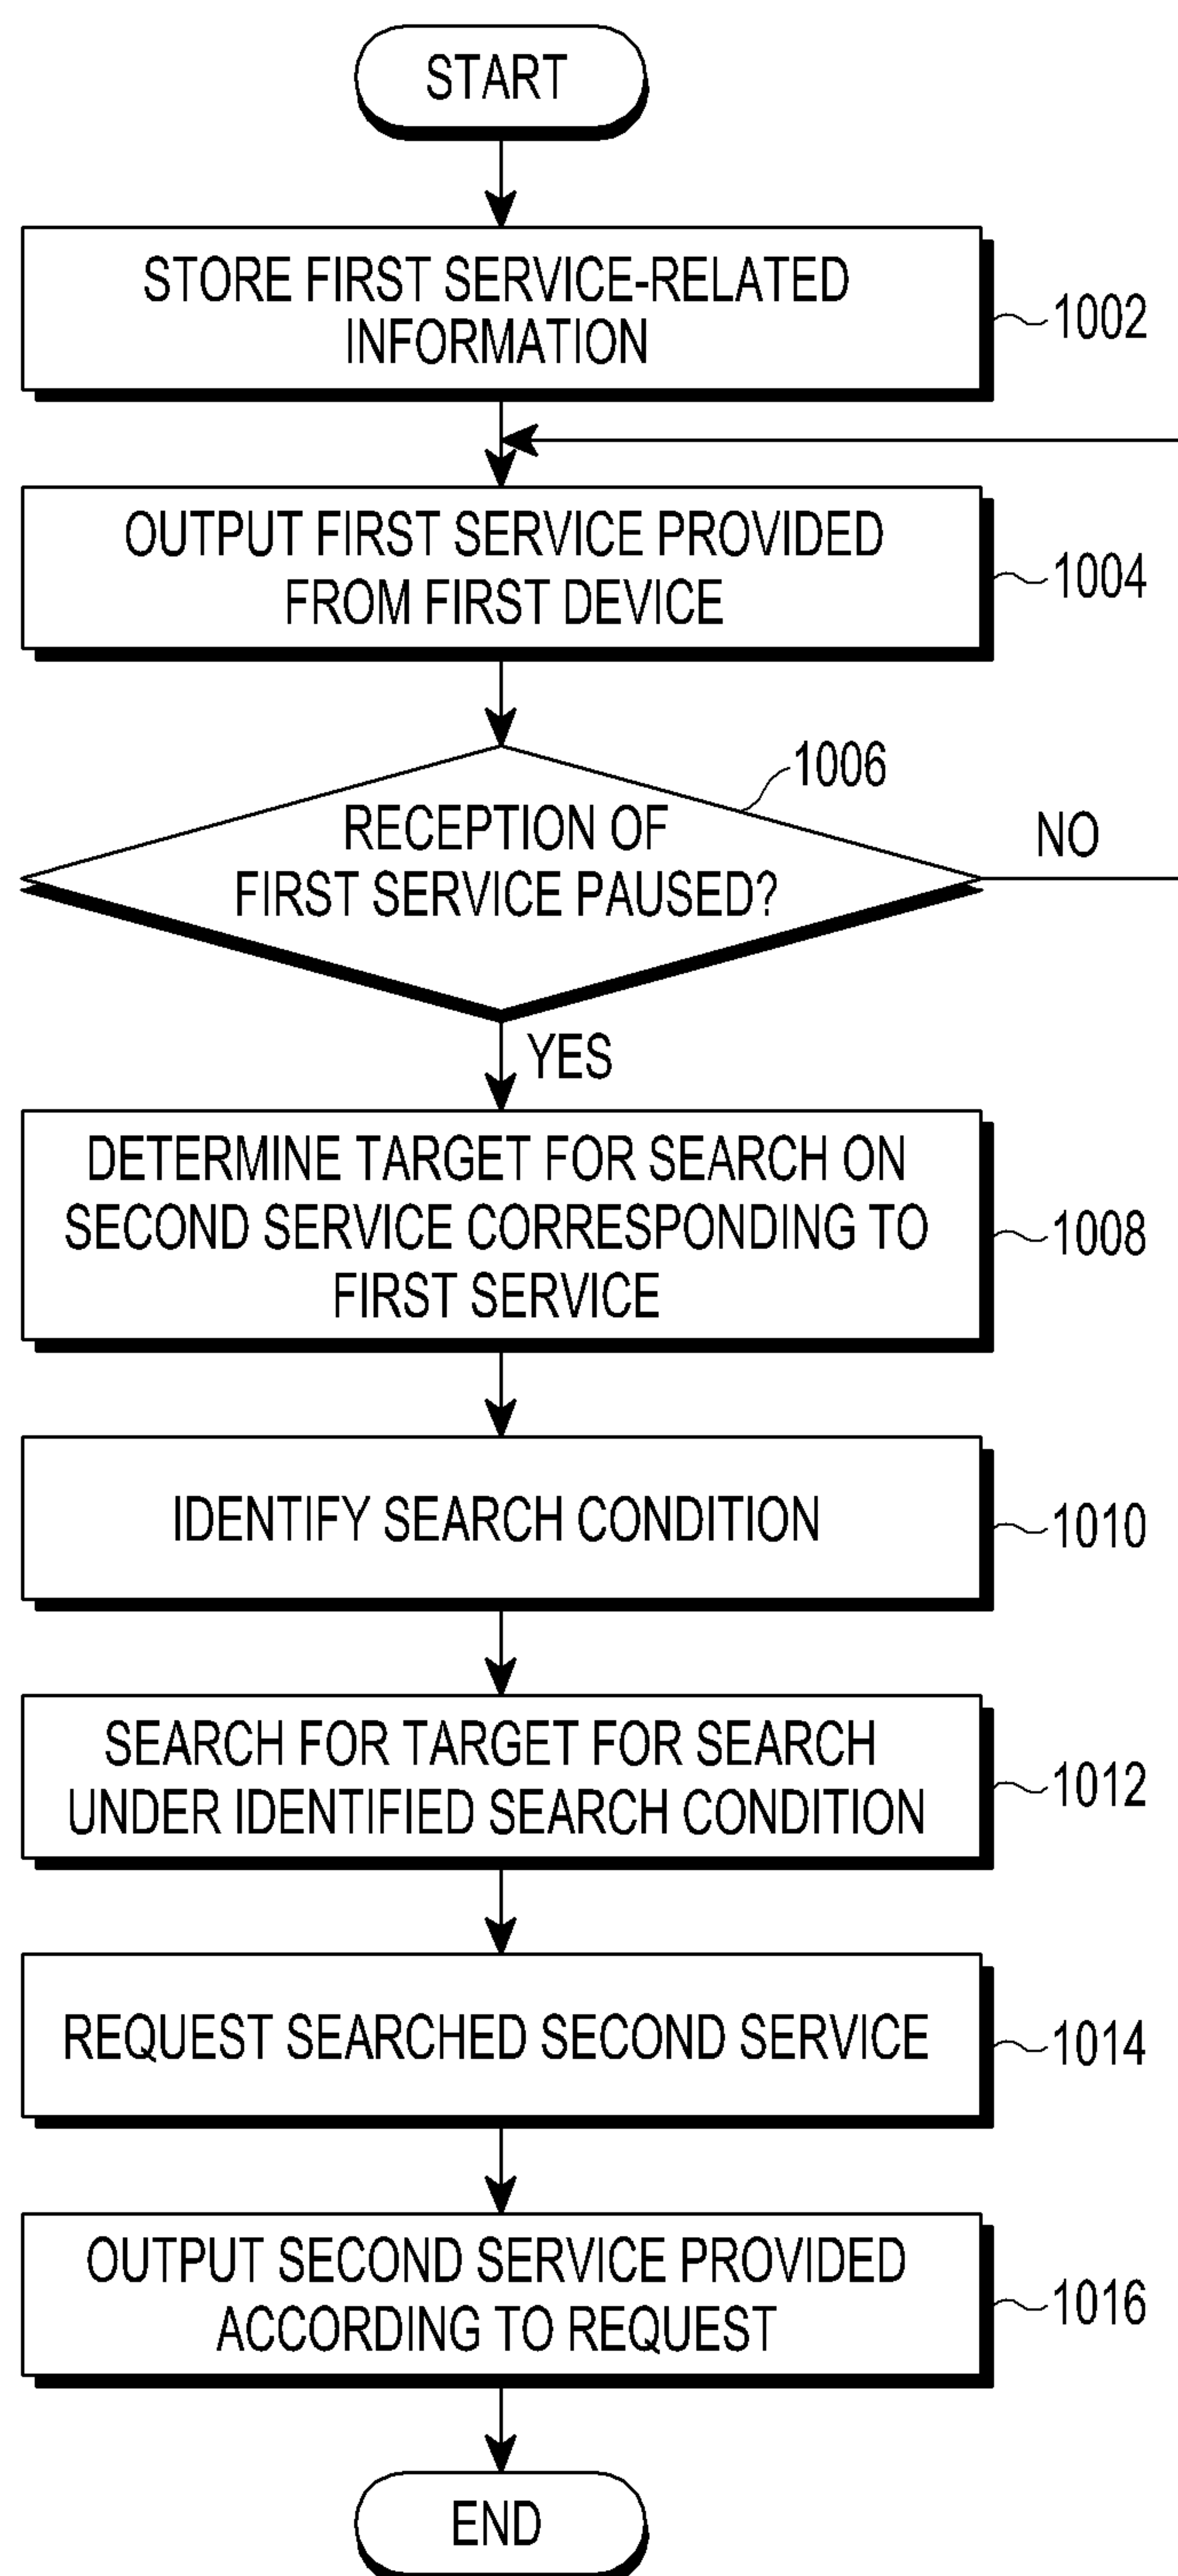 START
STORE FIRST SERVICE-RELATED
INFORMATION
1002
OUTPUT FIRST SERVICE PROVIDED
FROM FIRST DEVICE
1004
1006
RECEPTION OF
FIRST SERVICE PAUSED?
NO
YES
DETERMINE TARGET FOR SEARCH ON
SECOND SERVICE CORRESPONDING TO
FIRST SERVICE
1008
IDENTIFY SEARCH CONDITION
1010
SEARCH FOR TARGET FOR SEARCH
UNDER IDENTIFIED SEARCH CONDITION
1012
REQUEST SEARCHED SECOND SERVICE
1014
OUTPUT SECOND SERVICE PROVIDED
ACCORDING TO REQUEST
1016
END